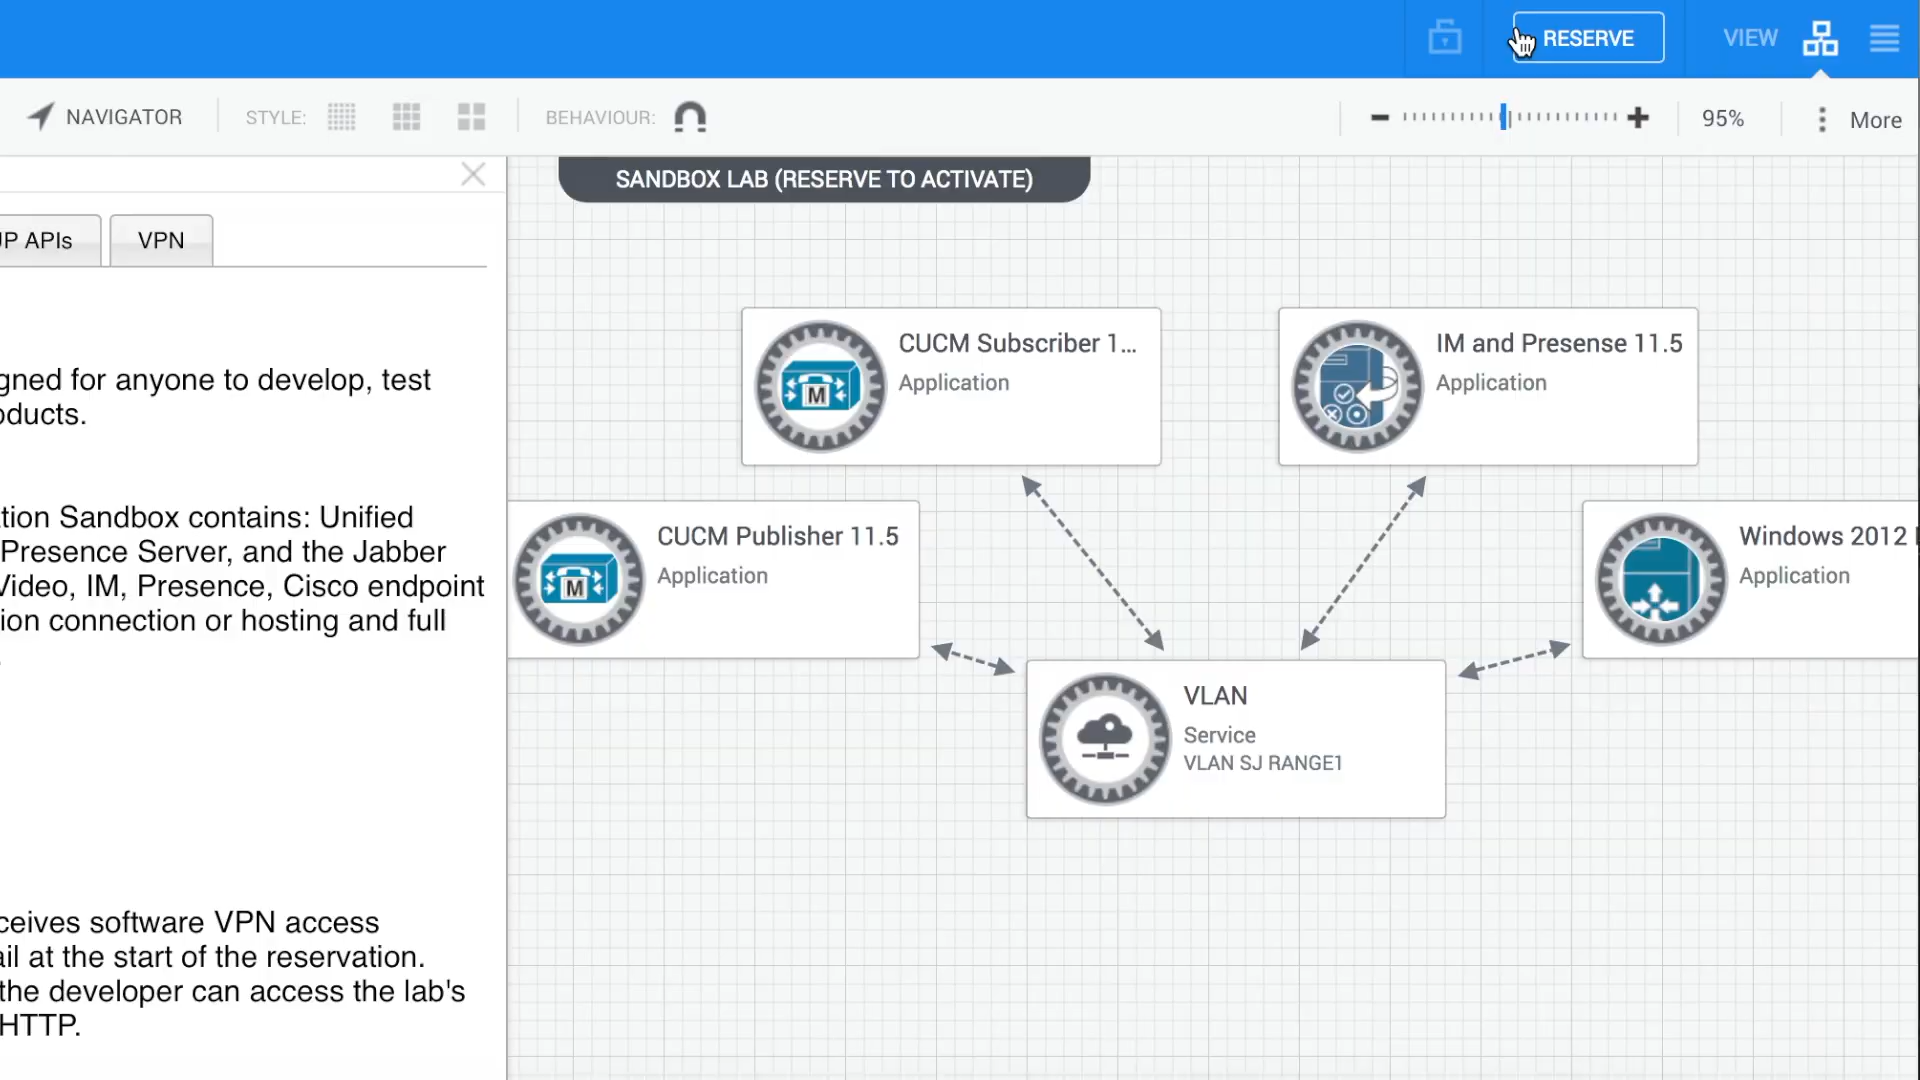 RESERVE
VIEW
NAVIGATOR
STYLE:
BEHAVIOUR:
95%
More
SANDBOX LAB (RESERVE TO ACTIVATE)
UP APIs
VPN
gned for anyone to develop, test
oducts.
tion Sandbox contains: Unified
Presence Server, and the Jabber
Video, IM, Presence, Cisco endpoint
ion connection or hosting and full
ceives software VPN access
ail at the start of the reservation.
the developer can access the lab's
HTTP.
CUCM Subscriber 1...
Application
M
IM and Presense 11.5
Application
CUCM Publisher 11.5
Application
M
Windows 2012
Application
VLAN
Service
VLAN SJ RANGE1